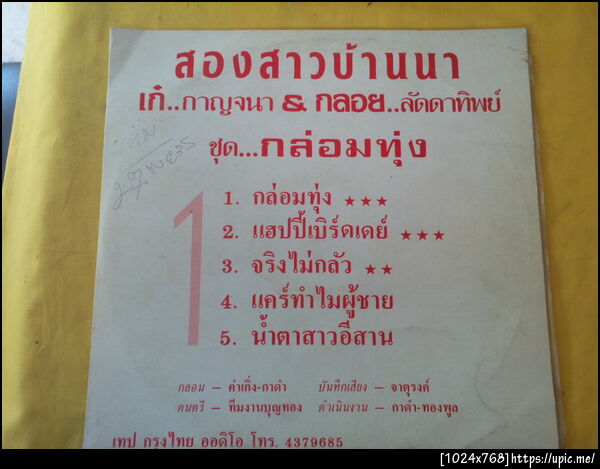 สองสาวบ้านนา
เก๋..กาญจนา & กลอย..ลัดดาทิพย์
ชุด...กล่อมทุ่ง
1
1. กล่อมทุ่ง ★★★
2. แฮปปี้เบิร์ดเดย์ ★★★
3. จริงไม่กลัว ★★
4. แคร์ทำไมผู้ชาย
5. น้ำตาสาวอีสาน
กลอน – คำเกิ่ง-กาดำ บันทึกเสียง – จาตุรงค์
ดนตรี – ทีมงานบุญทอง ดำเนินงาน – กาดำ-ทองพูล
เทป กรุงไทย ออดิโอ โทร. 4379685
[1024x768]https://upic.me/